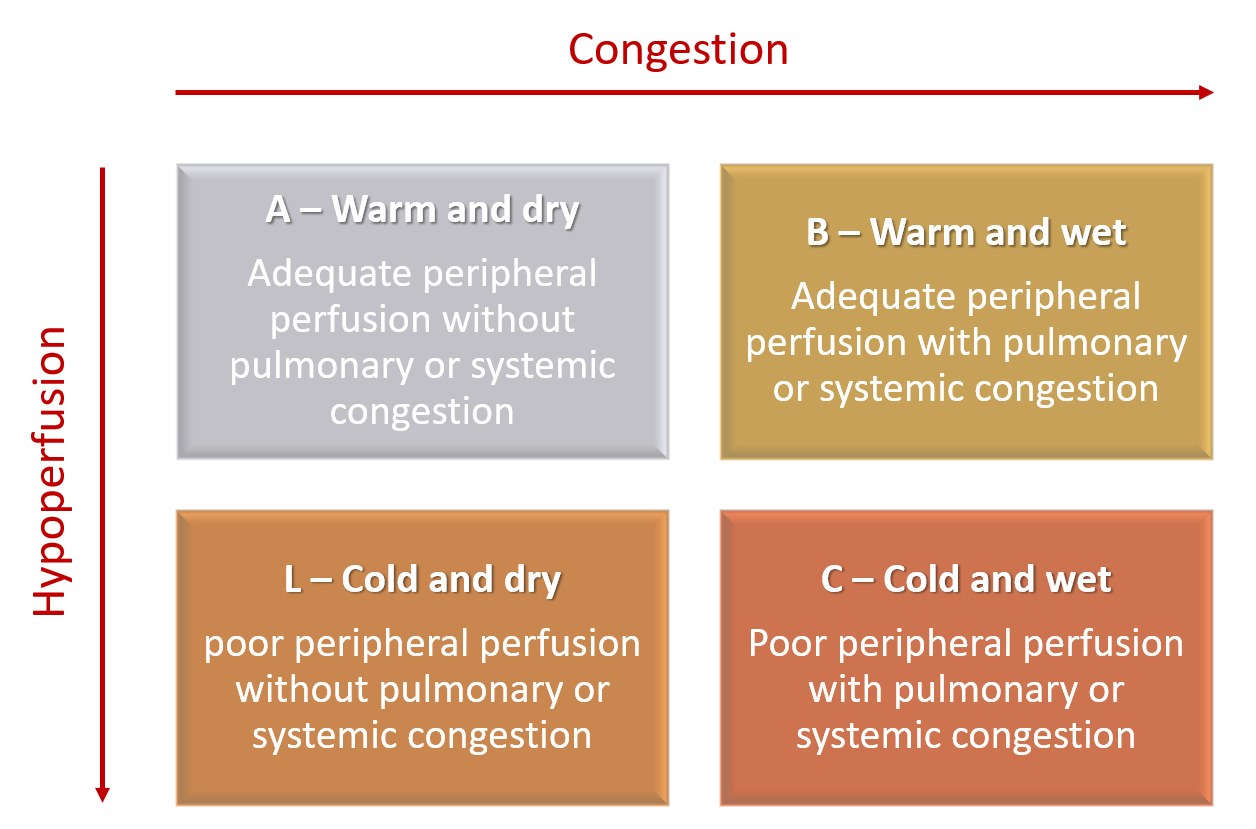 Congestion
Hypoperfusion
A – Warm and dry
Adequate peripheral
perfusion without
pulmonary or systemic
congestion
B – Warm and wet
Adequate peripheral
perfusion with pulmonary
or systemic congestion
L – Cold and dry
poor peripheral perfusion
without pulmonary or
systemic congestion
C – Cold and wet
Poor peripheral perfusion
with pulmonary or
systemic congestion